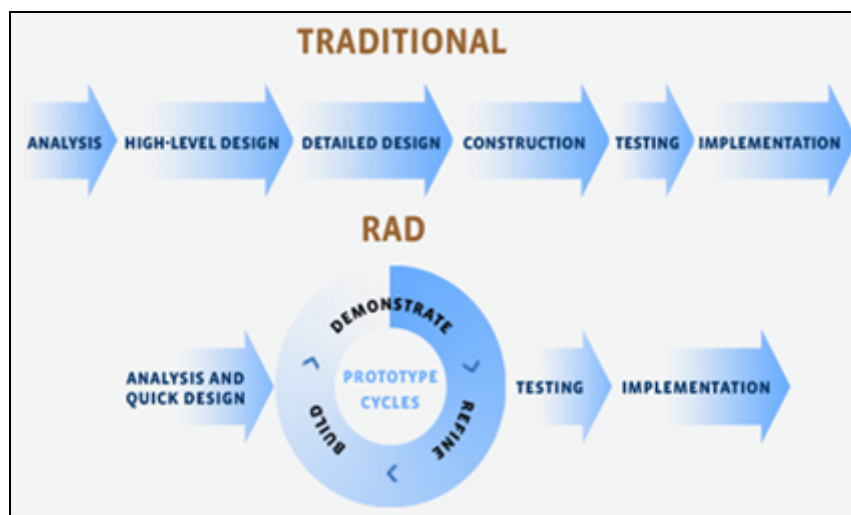 TRADITIONAL
ANALYSIS
HIGH-LEVEL DESIGN
DETAILED DESIGN
CONSTRUCTION
TESTING
IMPLEMENTATION
RAD
ANALYSIS AND
QUICK DESIGN
DEMONSTRATE
REFINE
BUILD
PROTOTYPE
CYCLES
TESTING
IMPLEMENTATION